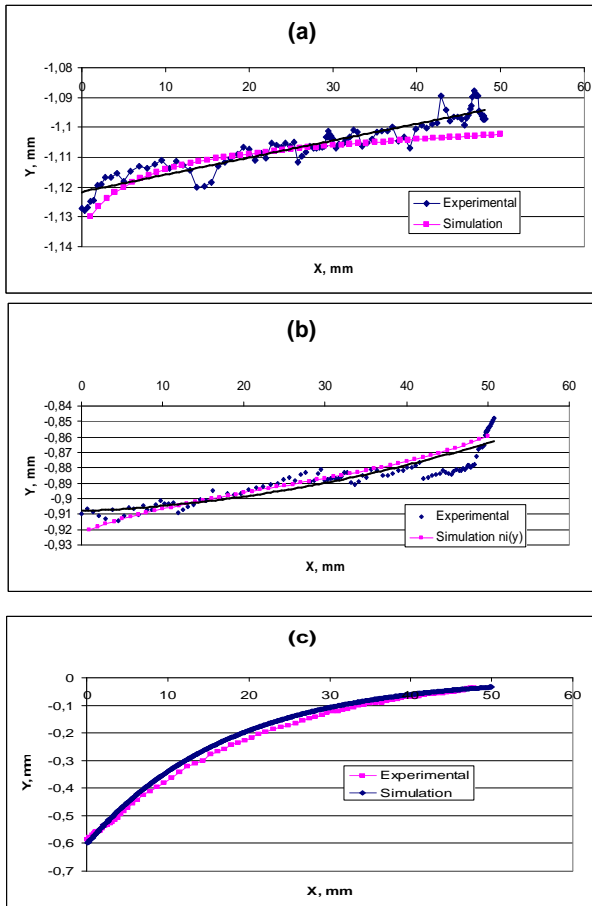 (a)
0 10 20 30 40 50 60
-1,08
-1,09
-1,1
-1,11
-1,12
-1,13
-1,14
Y, mm
X, mm
Experimental
Simulation
(b)
0 10 20 30 40 50 60
-0,84
-0,85
-0,86
-0,87
-0,88
-0,89
-0,9
-0,91
-0,92
-0,93
Y, mm
X, mm
Experimental
Simulation ni(y)
(c)
0
-0,1
-0,2
-0,3
-0,4
-0,5
-0,6
-0,7
0 10 20 30 40 50 60
Y, mm
X, mm
Experimental
Simulation